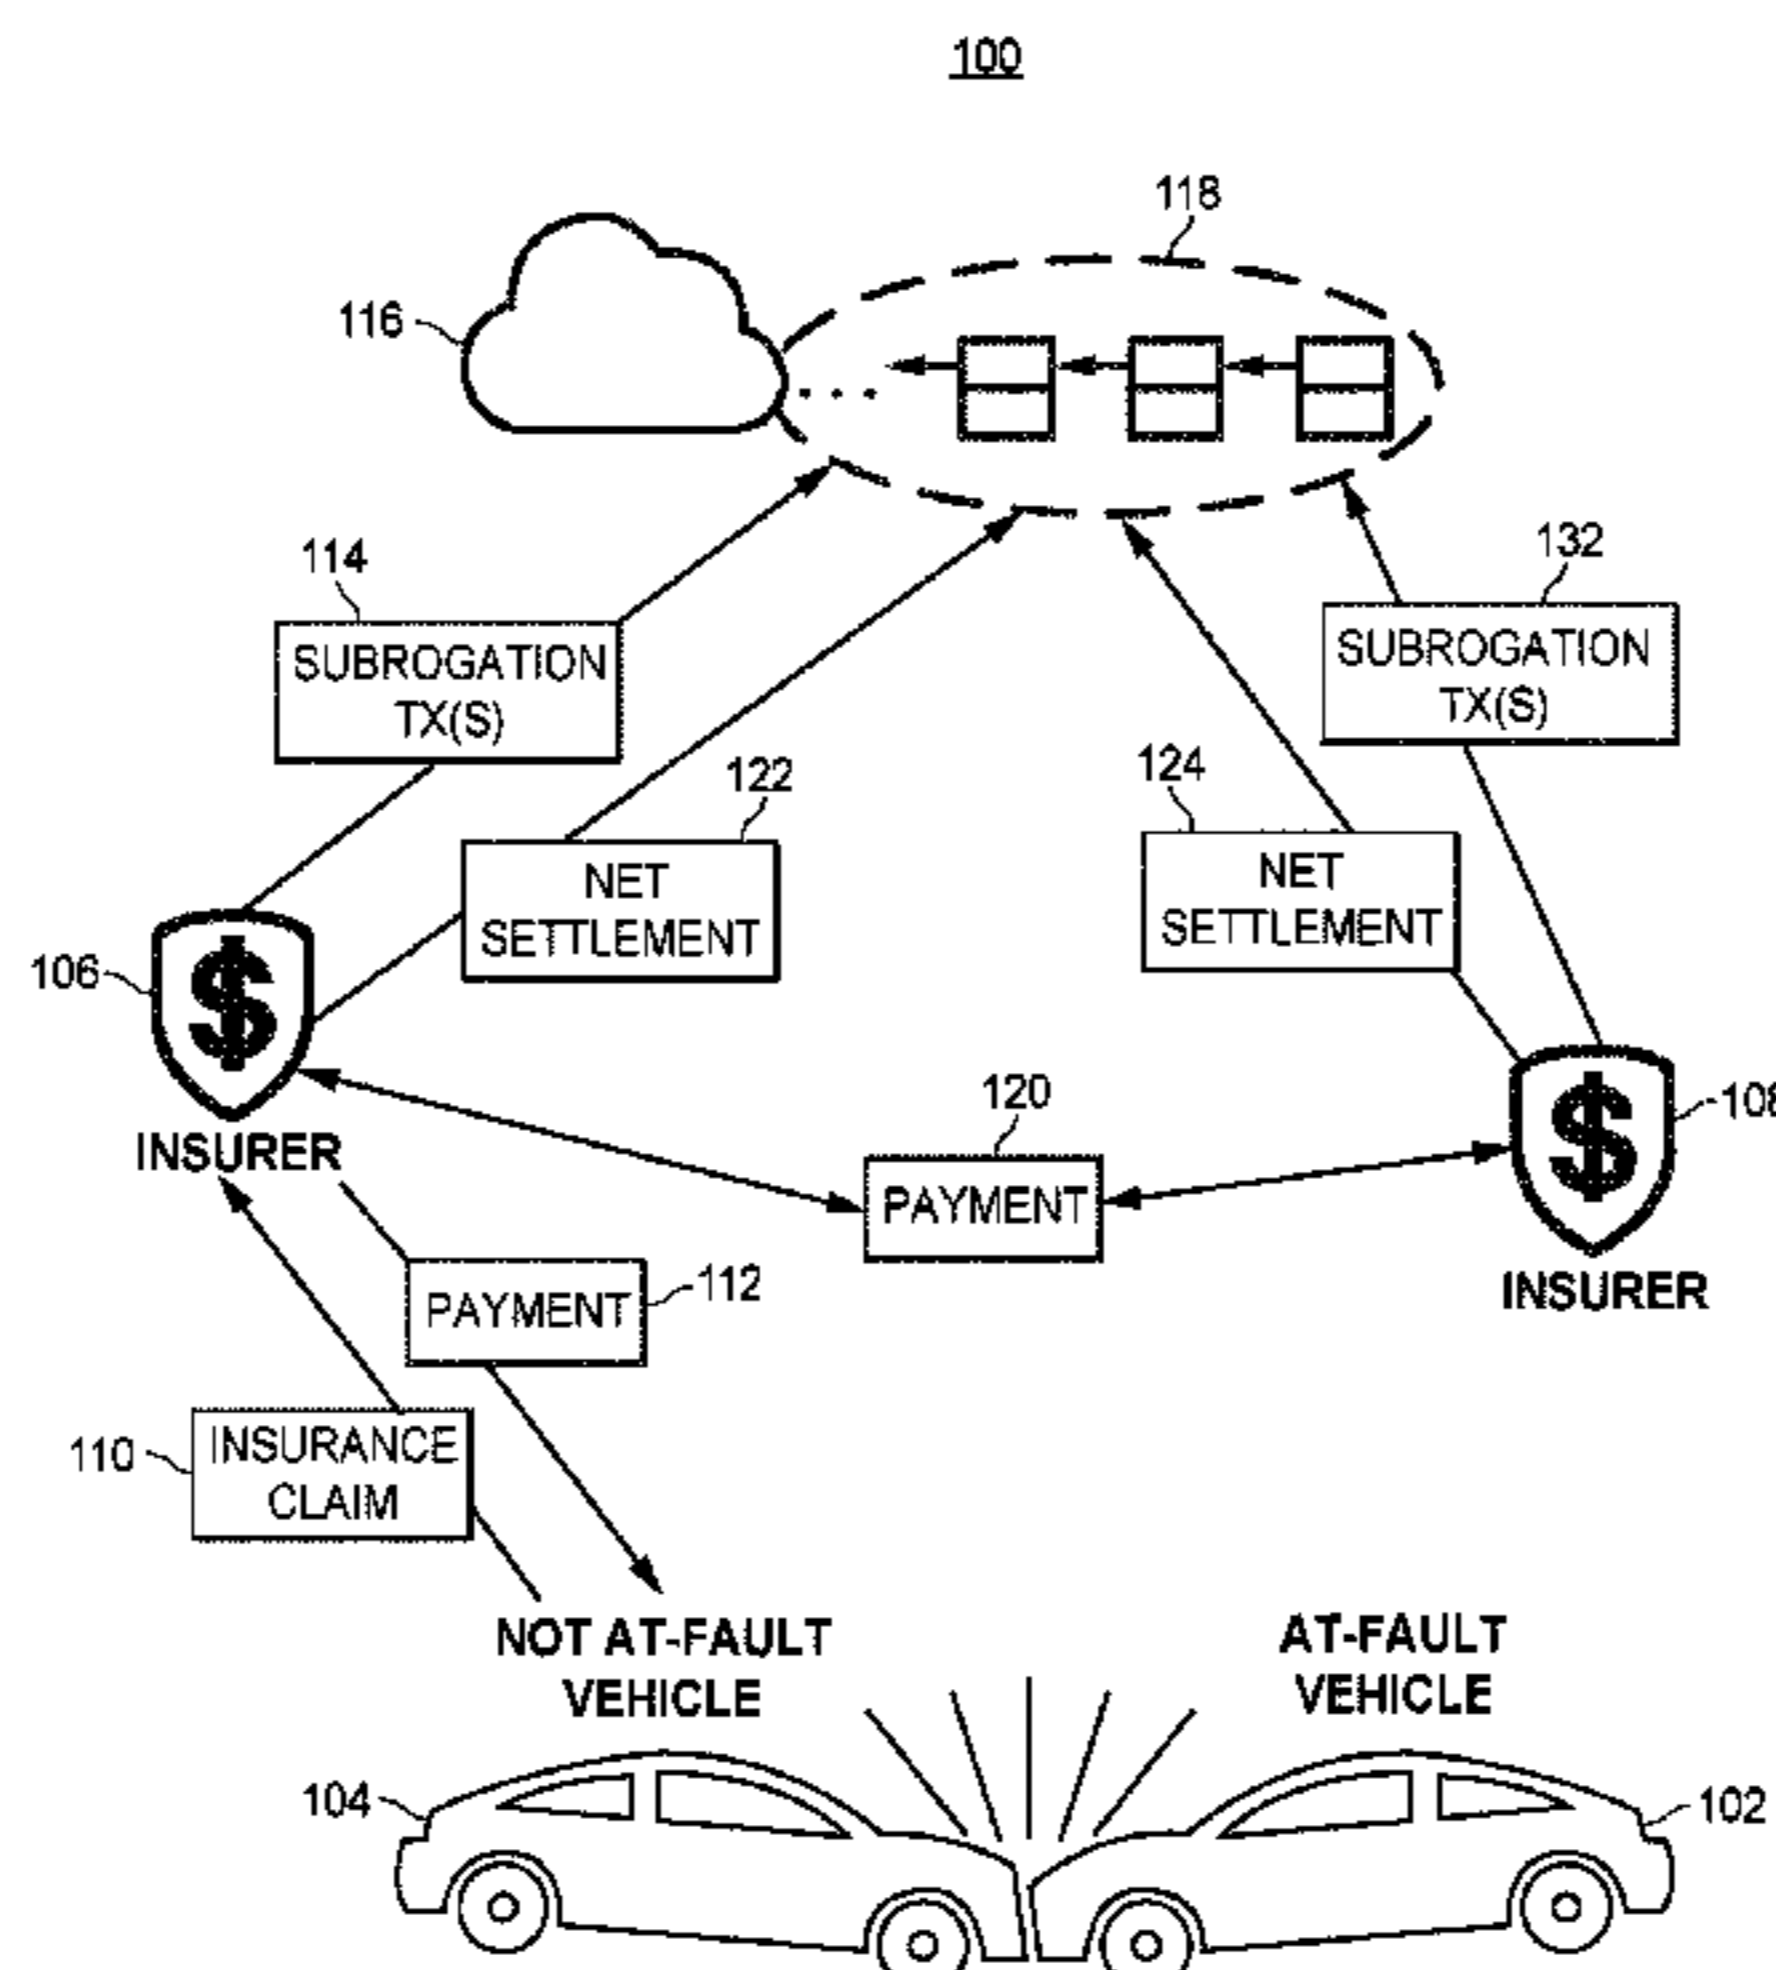 100
118
116
114
132
SUBROGATION
TX(S)
SUBROGATION
TX(S)
122
124
NET
SETTLEMENT
NET
SETTLEMENT
106
120
108
INSURER
PAYMENT
INSURER
PAYMENT
112
110
INSURANCE
CLAIM
NOT AT-FAULT
VEHICLE
AT-FAULT
VEHICLE
104
102